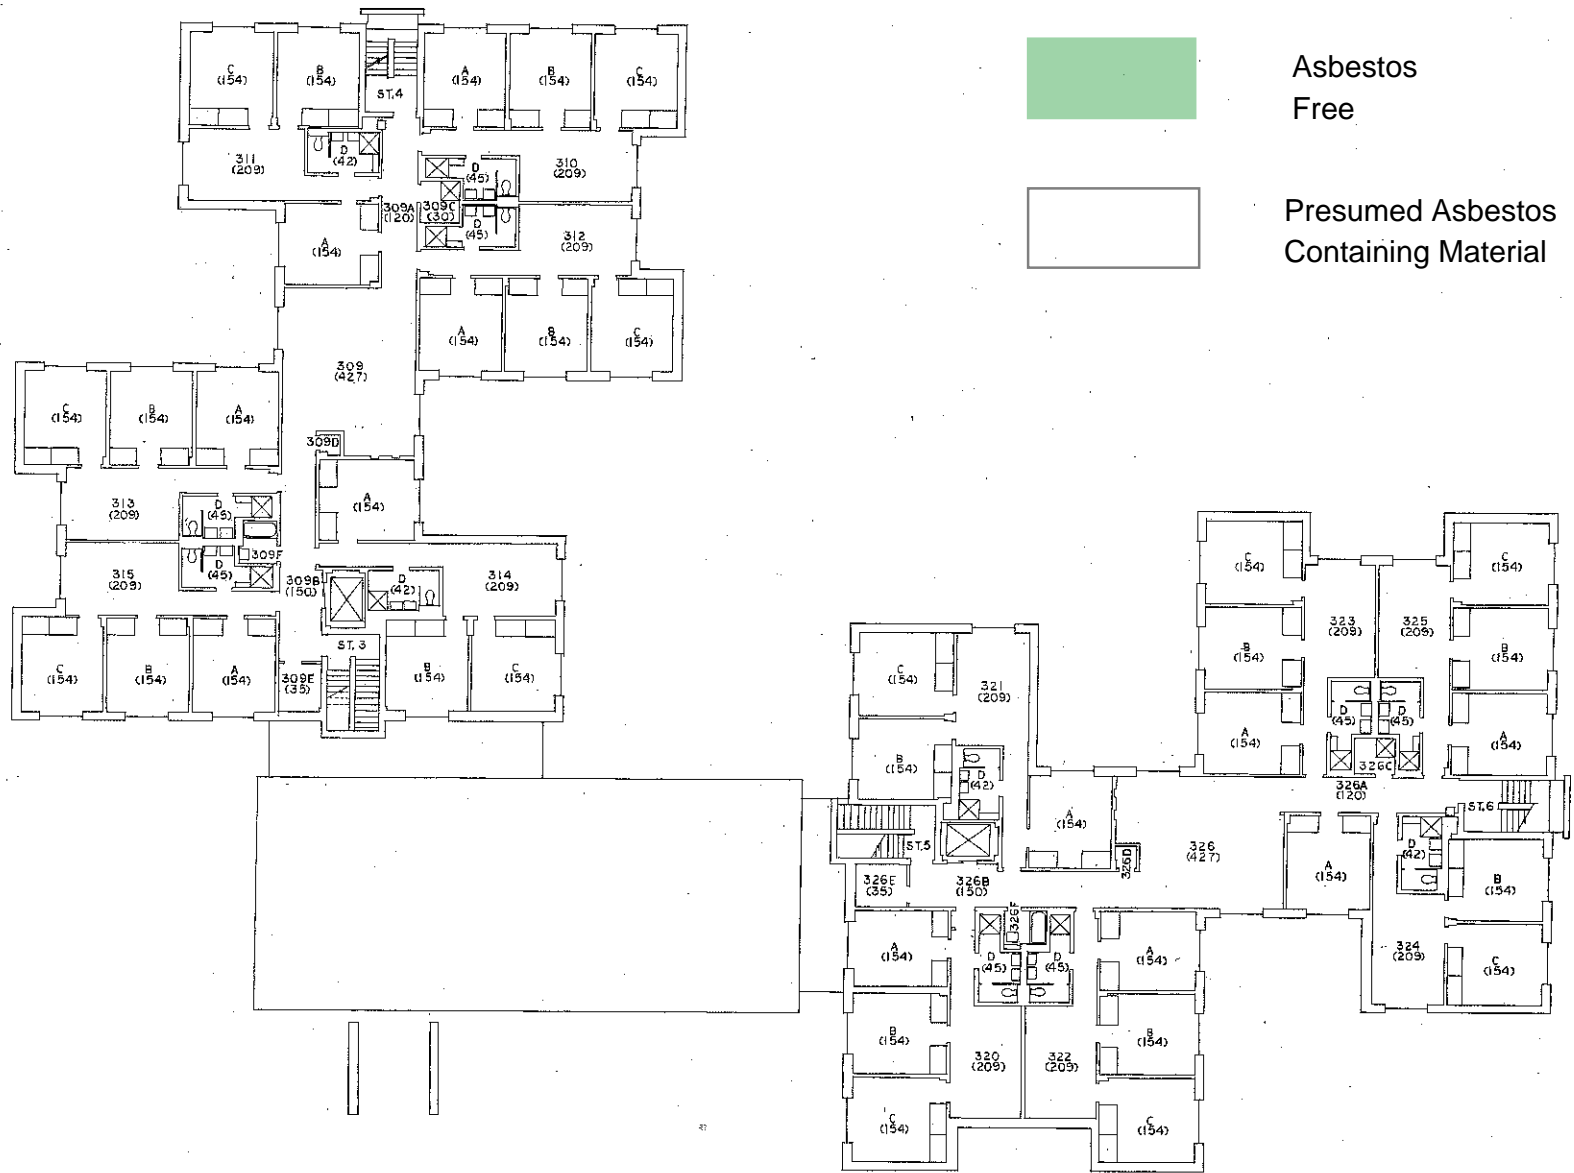 Asbestos
Free
Presumed Asbestos
Containing Material
C
(154)
B
(154)
ST.4
A
(154)
B
(154)
C
(154)
311
(209)
D
(42)
D
(45)
310
(209)
309A
(120)
309C
(30)
D
(45)
312
(209)
A
(154)
A
(154)
B
(154)
C
(154)
309
(427)
C
(154)
B
(154)
A
(154)
309D
A
(154)
313
(209)
D
(45)
309F
D
(45)
315
(209)
309B
(150)
D
(42)
314
(209)
ST.3
C
(154)
B
(154)
A
(154)
309E
(35)
B
(154)
C
(154)
C
(154)
323
(209)
325
(209)
C
(154)
B
(154)
B
(154)
A
(154)
D
(45)
D
(45)
A
(154)
326C
326A
(120)
ST.6
C
(154)
321
(209)
B
(154)
D
(42)
A
(154)
326D
326
(427)
A
(154)
D
(42)
B
(154)
324
(209)
C
(154)
ST.5
326E
(35)
326B
(150)
326F
A
(154)
D
(45)
D
(45)
A
(154)
B
(154)
B
(154)
320
(209)
322
(209)
C
(154)
C
(154)